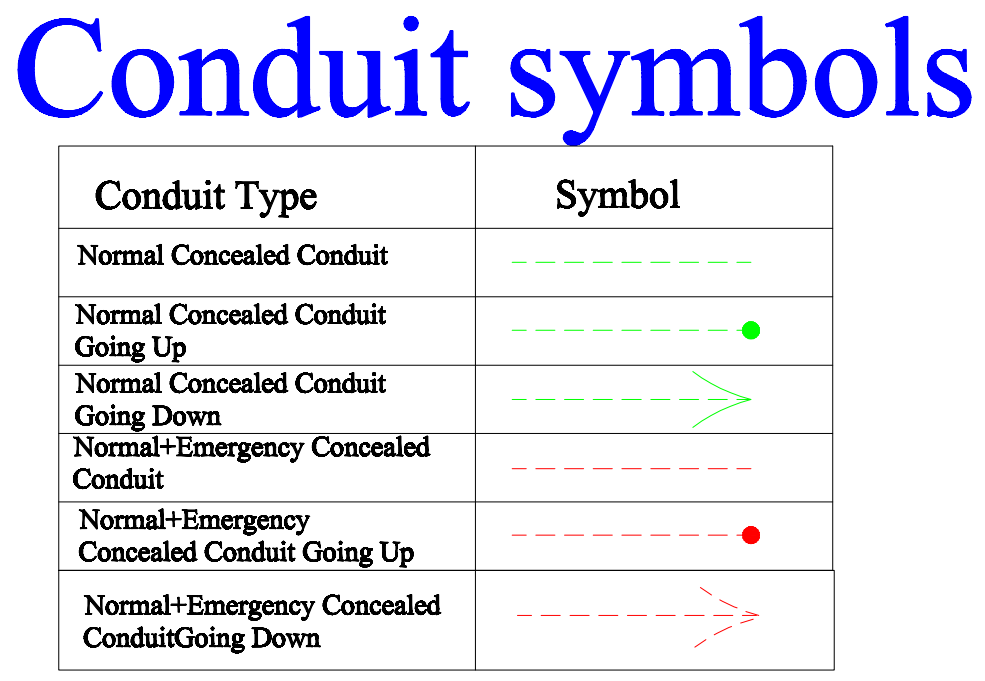 Conduit symbols
Conduit Type
Symbol
Normal Concealed Conduit
Normal Concealed Conduit
Going Up
Normal Concealed Conduit
Going Down
Normal+Emergency Concealed
Conduit
Normal+Emergency
Concealed Conduit Going Up
Normal+Emergency Concealed
ConduitGoing Down